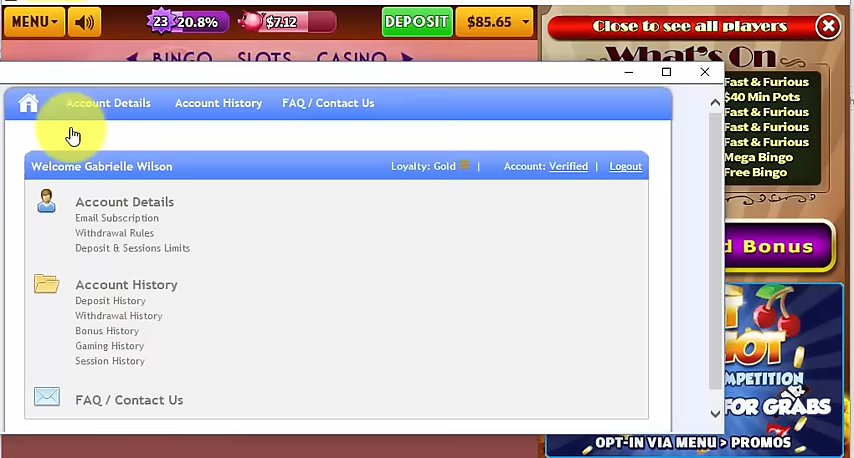 MENU
23 20.8%
$7.12
DEPOSIT
$85.65
Close to see all players
BINGO SLOTS CASINO
What's On
Account Details
Account History
FAQ / Contact Us
Fast & Furious
$40 Min Pots
Fast & Furious
Fast & Furious
Fast & Furious
Mega Bingo
Free Bingo
Welcome Gabrielle Wilson
Loyalty: Gold
Account: Verified
Logout
Account Details
Email Subscription
Withdrawal Rules
Deposit & Sessions Limits
Account History
Deposit History
Withdrawal History
Bonus History
Gaming History
Session History
FAQ / Contact Us
d Bonus
OT
MPETITION
FOR GRABS
OPT-IN VIA MENU > PROMOS